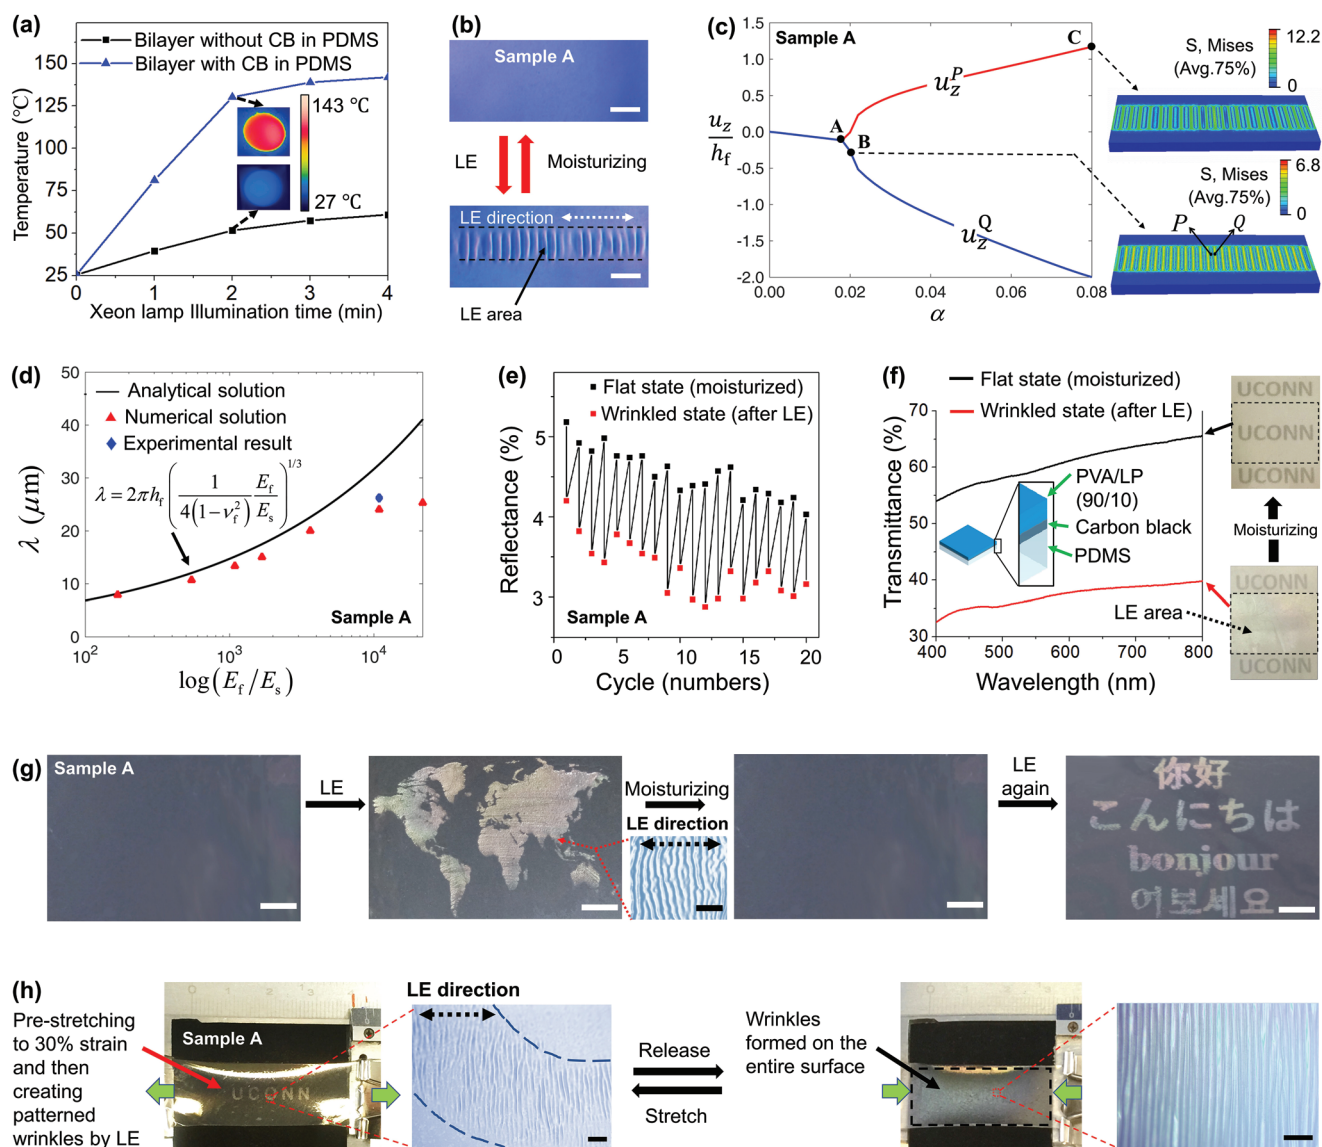 (a)
Bilayer without CB in PDMS
Bilayer with CB in PDMS
Temperature (℃)
150
125
100
75
50
25
143 ℃
27 ℃
0 1 2 3 4
Xeon lamp Illumination time (min)
(b)
Sample A
LE
Moisturizing
LE direction
LE area
(c)
Sample A
u_z/h_f
1.5
1.0
0.5
0.0
-0.5
-1.0
-1.5
-2.0
A
B
C
u_z^P
u_z^Q
0.00 0.02 0.04 0.06 0.08
α
S, Mises
(Avg.75%)
12.2
0
S, Mises
(Avg.75%)
6.8
0
P
Q
(d)
Analytical solution
Numerical solution
Experimental result
λ = 2πh_f (1/(4(1−ν_f^2)) E_f/E_s)^{1/3}
λ (μm)
50
40
30
20
10
0
Sample A
10^2 10^3 10^4
log(E_f/E_s)
(e)
Flat state (moisturized)
Wrinkled state (after LE)
Reflectance (%)
5
4
3
Sample A
0 5 10 15 20
Cycle (numbers)
(f)
Flat state (moisturized)
Wrinkled state (after LE)
Transmittance (%)
70
60
50
40
30
PVA/LP
(90/10)
Carbon black
PDMS
LE area
400 500 600 700 800
Wavelength (nm)
UCONN
UCONN
UCONN
Moisturizing
UCONN
UCONN
(g)
Sample A
LE
Moisturizing
LE direction
LE
again
你好
こんにちは
bonjour
여보세요
(h)
Pre-stretching
to 30% strain
and then
creating
patterned
wrinkles by LE
Sample A
UCONN
LE direction
Release
Stretch
Wrinkles
formed on the
entire surface